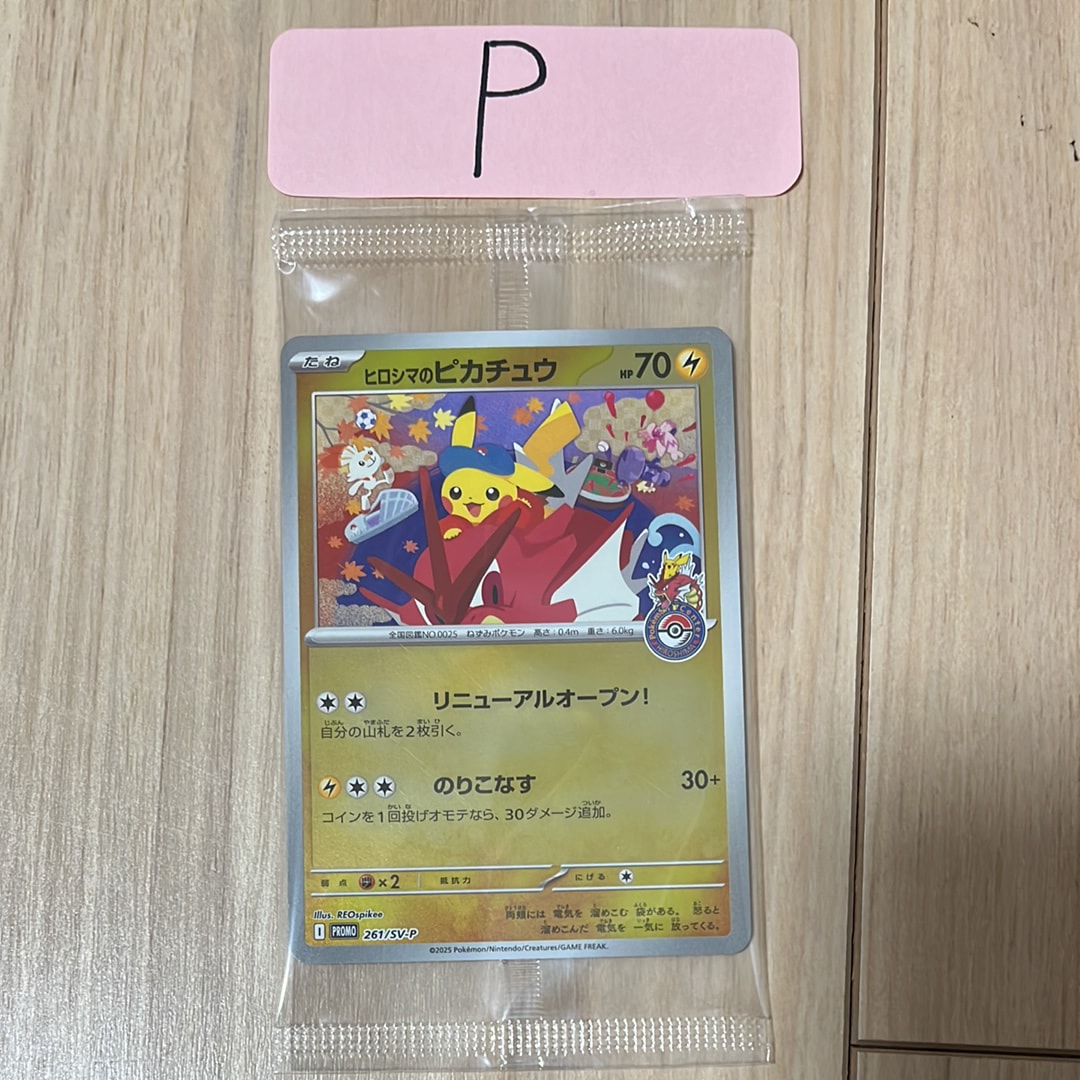 P
たね
ヒロシマのピカチュウ HP70
全国図鑑NO.0025 ねずみポケモン 高さ:0.4m 重さ:6.0kg
Pokémon Center
HIROSHIMA
リニューアルオープン!
自分の山札を2枚引く。
のりこなす 30+
コインを1回投げオモテなら、30ダメージ追加。
弱点 ×2 抵抗力 にげる
Illus. REOspikee
両頬には 電気を 溜めこむ 袋がある。 怒ると
溜めこんだ 電気を 一気に 放ってくる。
I PROMO 261/SV-P
©2025 Pokémon/Nintendo/Creatures/GAME FREAK.